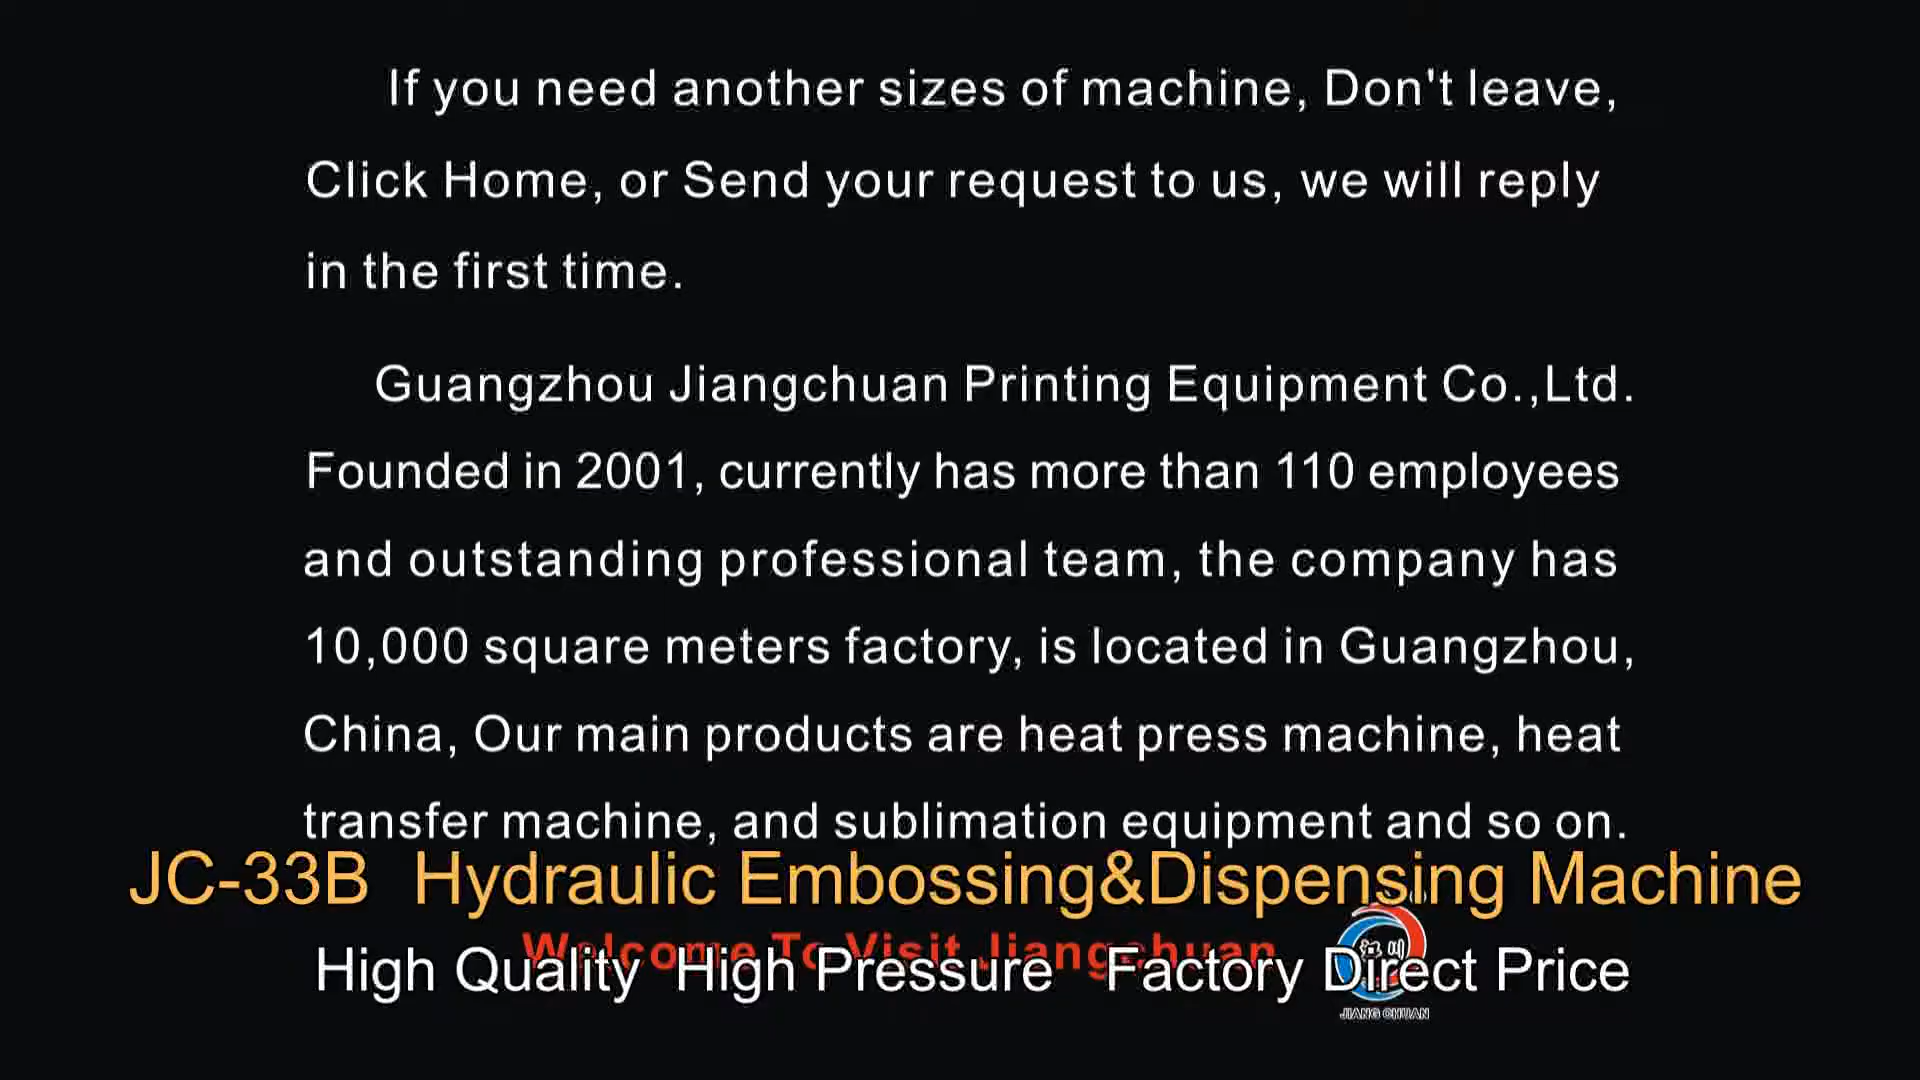 If you need another sizes of machine, Don't leave,
Click Home, or Send your request to us, we will reply
in the first time.
Guangzhou Jiangchuan Printing Equipment Co.,Ltd.
Founded in 2001, currently has more than 110 employees
and outstanding professional team, the company has
10,000 square meters factory, is located in Guangzhou,
China, Our main products are heat press machine, heat
transfer machine, and sublimation equipment and so on.
JC-33B Hydraulic Embossing&Dispensing Machine
Welcome To Visit Jiangchuan
High Quality High Pressure Factory Direct Price
JIANG CHUAN